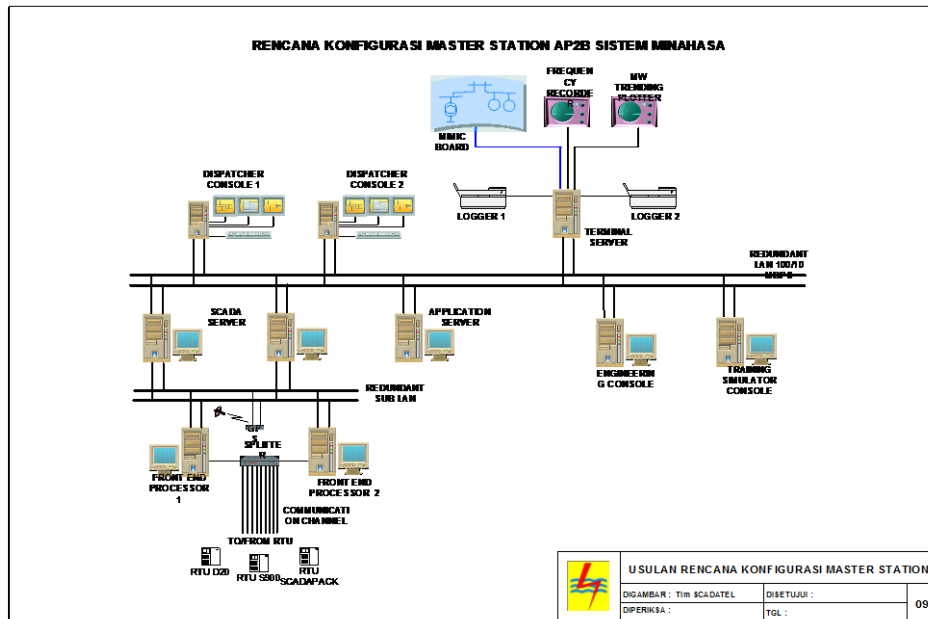 RENCANA KONFIGURASI MASTER STATION AP2B SISTEM MINAHASA
FREQUEN
CY
RECORDE
R
MW
TRENDING
PLOTTER
MIMIC
BOARD
DISPATCHER
CONSOLE 1
DISPATCHER
CONSOLE 2
LOGGER 1
LOGGER 2
TERMINAL
SERVER
REDUNDANT
LAN 100/10
MBPS
SCADA
SERVER
APPLICATION
SERVER
ENGINEERIN
G CONSOLE
TRAINING
SIMULATOR
CONSOLE
REDUNDANT
SUB LAN
GP
S
SPLITTE
R
FRONT END
PROCESSOR
1
FRONT END
PROCESSOR 2
COMMUNICATI
ON CHANNEL
TO/FROM RTU
RTU D20
RTU S900
RTU
SCADAPACK
USULAN RENCANA KONFIGURASI MASTER STATION
DIGAMBAR : Tim SCADATEL
DISETUJUI :
09
DIPERIKSA :
TGL :